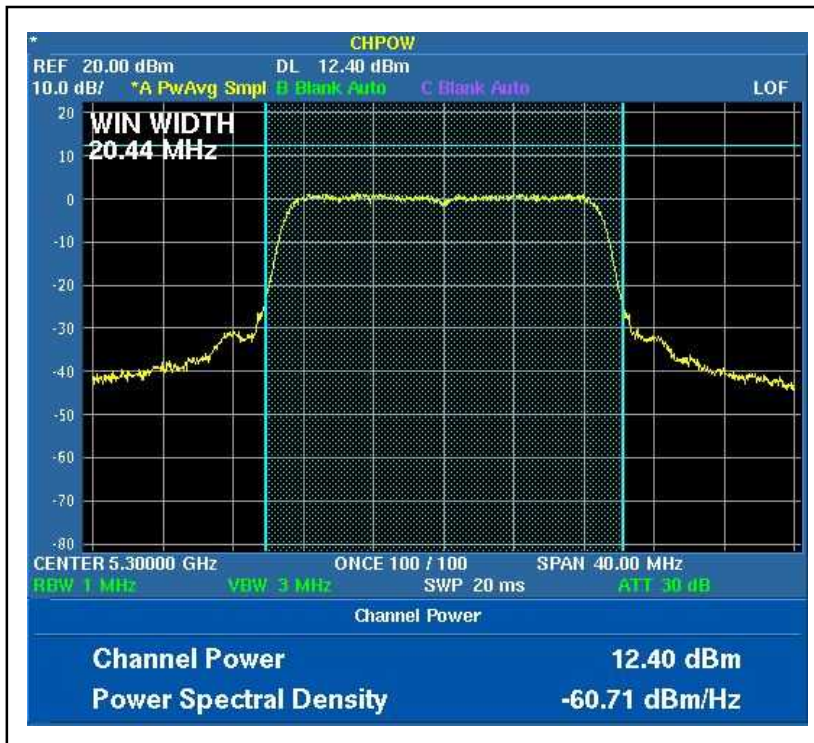 *
CHPOW
REF 20.00 dBm DL 12.40 dBm
10.0 dB/ *A PwAvg Smpl B Blank Auto C Blank Auto LOF
WIN WIDTH
20.44 MHz
20
10
0
-10
-20
-30
-40
-50
-60
-70
-80
CENTER 5.30000 GHz ONCE 100 / 100 SPAN 40.00 MHz
RBW 1 MHz VBW 3 MHz SWP 20 ms ATT 30 dB
Channel Power
Channel Power 12.40 dBm
Power Spectral Density -60.71 dBm/Hz